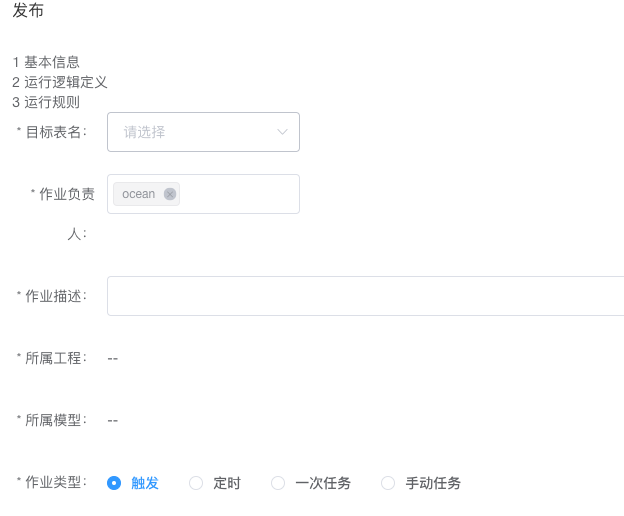 发布
1 基本信息
2 运行逻辑定义
3 运行规则
* 目标表名： 请选择
* 作业负责人： ocean
* 作业描述：
* 所属工程： --
* 所属模型： --
* 作业类型： 触发 定时 一次任务 手动任务